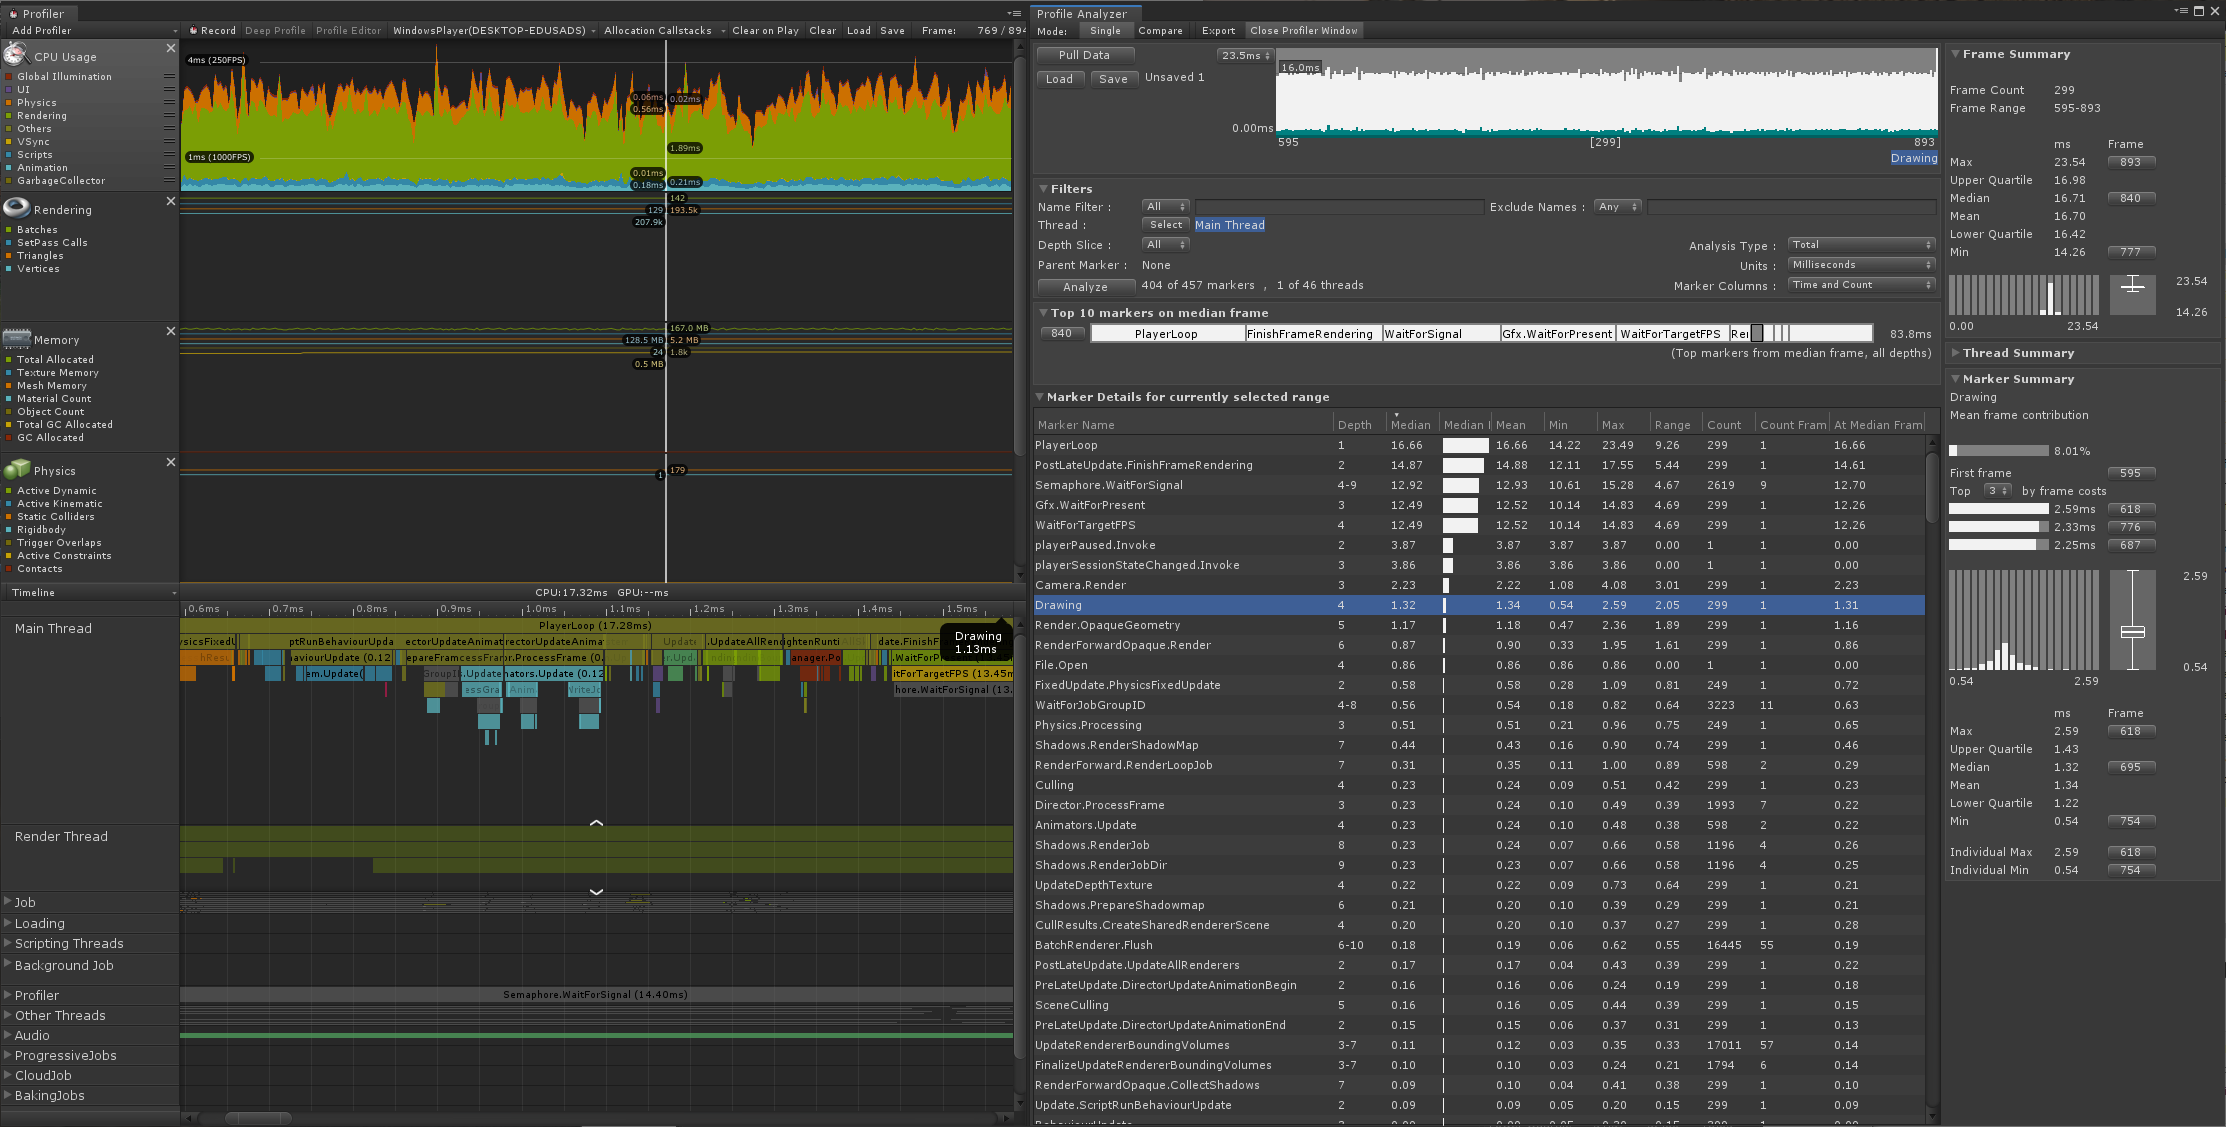 Profiler
Add Profiler
Record Deep Profile Profile Editor WindowsPlayer(DESKTOP-EDUSADS) Allocation Callstacks Clear on Play Clear Load Save Frame: 769 / 894
CPU Usage
Global Illumination
UI
Physics
Rendering
Others
VSync
Scripts
Animation
GarbageCollector
4ms (250FPS)
1ms (1000FPS)
0.06ms 0.02ms
0.56ms
1.89ms
0.01ms
0.18ms 0.21ms
Rendering
Batches
SetPass Calls
Triangles
Vertices
142
129 193.5k
207.9k
Memory
Total Allocated
Texture Memory
Mesh Memory
Material Count
Object Count
Total GC Allocated
GC Allocated
167.0 MB
128.5 MB 5.2 MB
24 1.8k
0.5 MB
Physics
Active Dynamic
Active Kinematic
Static Colliders
Rigidbody
Trigger Overlaps
Active Constraints
Contacts
179
1
Timeline
CPU:17.32ms GPU:--ms
0.6ms 0.7ms 0.8ms 0.9ms 1.0ms 1.1ms 1.2ms 1.3ms 1.4ms 1.5ms
Main Thread
PlayerLoop (17.28ms)
Drawing
1.13ms
Render Thread
Job
Loading
Scripting Threads
Background Job
Profiler
Semaphore.WaitForSignal (14.40ms)
Other Threads
Audio
ProgressiveJobs
CloudJob
BakingJobs
Profile Analyzer
Mode: Single Compare Export Close Profiler Window
Pull Data
Load Save Unsaved 1
23.5ms
16.0ms
0.00ms
595 [299] 893
Drawing
Filters
Name Filter : All Exclude Names : Any
Thread : Select Main Thread
Depth Slice : All Analysis Type : Total
Parent Marker : None Units : Milliseconds
Analyze 404 of 457 markers , 1 of 46 threads Marker Columns : Time and Count
Top 10 markers on median frame
840 PlayerLoop FinishFrameRendering WaitForSignal Gfx.WaitForPresent WaitForTargetFPS 83.8ms
(Top markers from median frame, all depths)
Marker Details for currently selected range
Marker Name Depth Median Median Mean Min Max Range Count Count Fram At Median Fram
PlayerLoop 1 16.66 16.66 14.22 23.49 9.26 299 1 16.66
PostLateUpdate.FinishFrameRendering 2 14.87 14.88 12.11 17.55 5.44 299 1 14.61
Semaphore.WaitForSignal 4-9 12.92 12.93 10.61 15.28 4.67 2619 9 12.70
Gfx.WaitForPresent 3 12.49 12.52 10.14 14.83 4.69 299 1 12.26
WaitForTargetFPS 4 12.49 12.52 10.14 14.83 4.69 299 1 12.26
playerPaused.Invoke 2 3.87 3.87 3.87 3.87 0.00 1 1 0.00
playerSessionStateChanged.Invoke 3 3.86 3.86 3.86 3.86 0.00 1 1 0.00
Camera.Render 3 2.23 2.22 1.08 4.08 3.01 299 1 2.23
Drawing 4 1.32 1.34 0.54 2.59 2.05 299 1 1.31
Render.OpaqueGeometry 5 1.17 1.18 0.47 2.36 1.89 299 1 1.16
RenderForwardOpaque.Render 6 0.87 0.90 0.33 1.95 1.61 299 1 0.86
File.Open 4 0.86 0.86 0.86 0.86 0.00 1 1 0.00
FixedUpdate.PhysicsFixedUpdate 2 0.58 0.58 0.28 1.09 0.81 249 1 0.72
WaitForJobGroupID 4-8 0.56 0.54 0.18 0.82 0.64 3223 11 0.63
Physics.Processing 3 0.51 0.51 0.21 0.96 0.75 249 1 0.65
Shadows.RenderShadowMap 7 0.44 0.43 0.16 0.90 0.74 299 1 0.46
RenderForward.RenderLoopJob 7 0.31 0.35 0.11 1.00 0.89 598 2 0.29
Culling 4 0.23 0.24 0.09 0.51 0.42 299 1 0.23
Director.ProcessFrame 3 0.23 0.24 0.10 0.49 0.39 1993 7 0.22
Animators.Update 4 0.23 0.24 0.10 0.48 0.38 598 2 0.22
Shadows.RenderJob 8 0.23 0.24 0.07 0.66 0.58 1196 4 0.26
Shadows.RenderJobDir 9 0.23 0.23 0.07 0.66 0.58 1196 4 0.25
UpdateDepthTexture 4 0.22 0.22 0.09 0.73 0.64 299 1 0.21
Shadows.PrepareShadowmap 6 0.21 0.20 0.10 0.39 0.29 299 1 0.21
CullResults.CreateSharedRendererScene 4 0.20 0.20 0.10 0.37 0.27 299 1 0.28
BatchRenderer.Flush 6-10 0.18 0.19 0.06 0.62 0.55 16445 55 0.19
PostLateUpdate.UpdateAllRenderers 2 0.17 0.17 0.04 0.43 0.39 299 1 0.22
PreLateUpdate.DirectorUpdateAnimationBegin 2 0.16 0.16 0.06 0.24 0.19 299 1 0.18
SceneCulling 5 0.16 0.16 0.05 0.44 0.39 299 1 0.15
PreLateUpdate.DirectorUpdateAnimationEnd 2 0.15 0.15 0.06 0.37 0.31 299 1 0.13
UpdateRendererBoundingVolumes 3-7 0.11 0.12 0.03 0.35 0.33 17011 57 0.14
FinalizeUpdateRendererBoundingVolumes 3-7 0.10 0.10 0.03 0.24 0.21 1794 6 0.14
RenderForwardOpaque.CollectShadows 7 0.09 0.10 0.04 0.41 0.38 299 1 0.10
Update.ScriptRunBehaviourUpdate 2 0.09 0.09 0.05 0.20 0.15 299 1 0.09
Frame Summary
Frame Count 299
Frame Range 595-893
ms Frame
Max 23.54 893
Upper Quartile 16.98
Median 16.71 840
Mean 16.70
Lower Quartile 16.42
Min 14.26 777
23.54
14.26
0.00 23.54
Thread Summary
Marker Summary
Drawing
Mean frame contribution
8.01%
First frame 595
Top 3 by frame costs
2.59ms 618
2.33ms 776
2.25ms 687
2.59
0.54
0.54 2.59
ms Frame
Max 2.59 618
Upper Quartile 1.43
Median 1.32 695
Mean 1.34
Lower Quartile 1.22
Min 0.54 754
Individual Max 2.59 618
Individual Min 0.54 754